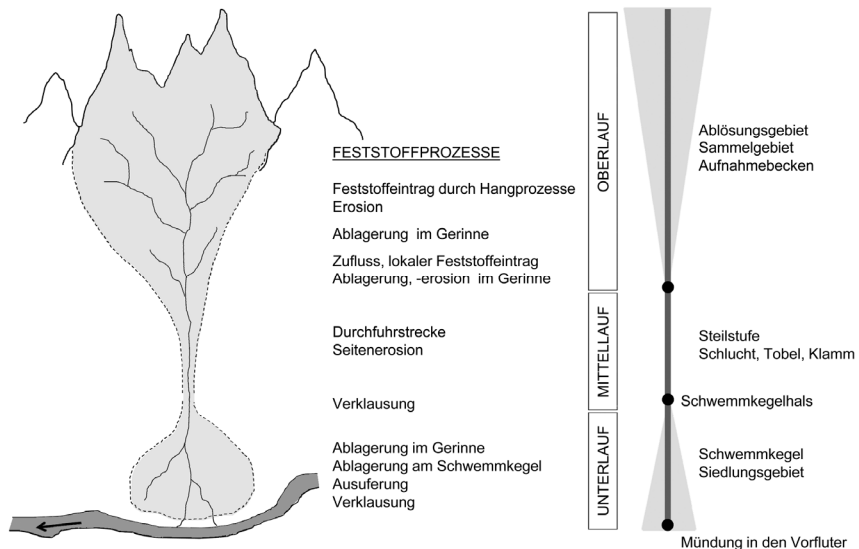 FESTSTOFFPROZESSE
Feststoffeintrag durch Hangprozesse
Erosion
Ablagerung im Gerinne
Zufluss, lokaler Feststoffeintrag
Ablagerung, -erosion im Gerinne
Durchfuhrstrecke
Seitenerosion
Verklausung
Ablagerung im Gerinne
Ablagerung am Schwemmkegel
Ausuferung
Verklausung
OBERLAUF
MITTELLAUF
UNTERLAUF
Ablösungsgebiet
Sammelgebiet
Aufnahmebecken
Steilstufe
Schlucht, Tobel, Klamm
Schwemmkegelhals
Schwemmkegel
Siedlungsgebiet
Mündung in den Vorfluter